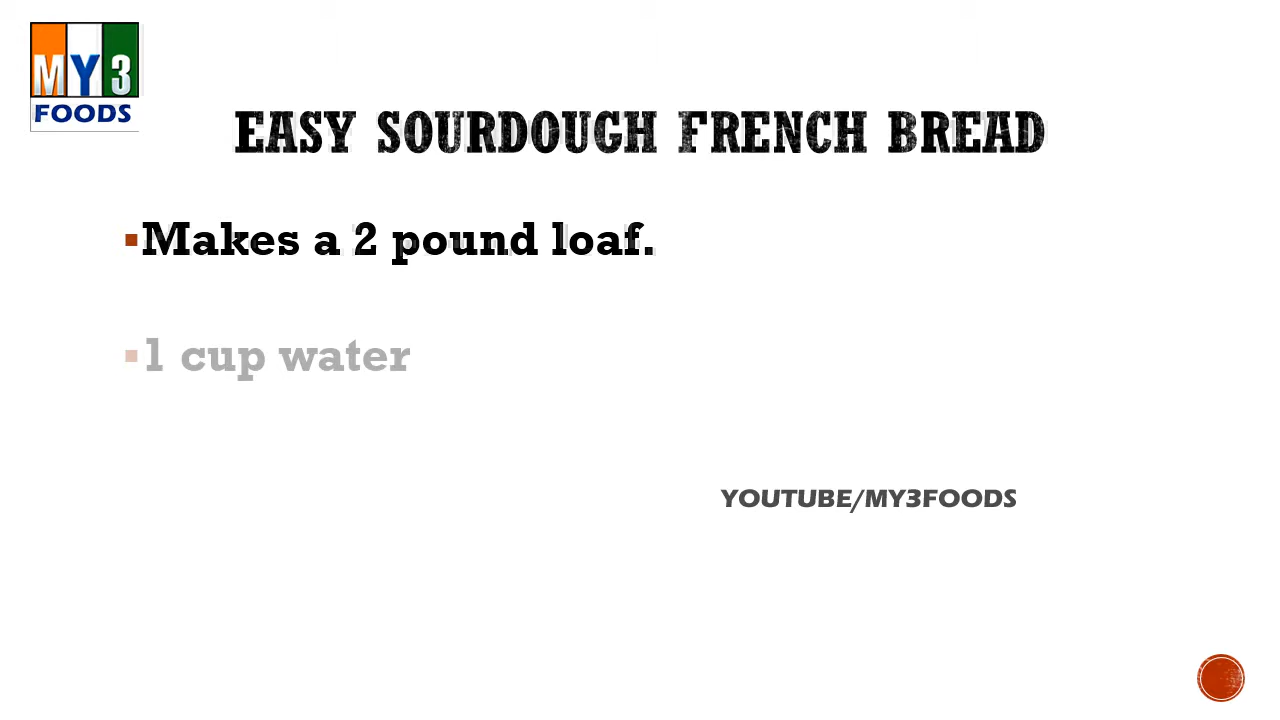 MY3
FOODS
EASY SOURDOUGH FRENCH BREAD
▪Makes a 2 pound loaf.
▪1 cup water
YOUTUBE/MY3FOODS